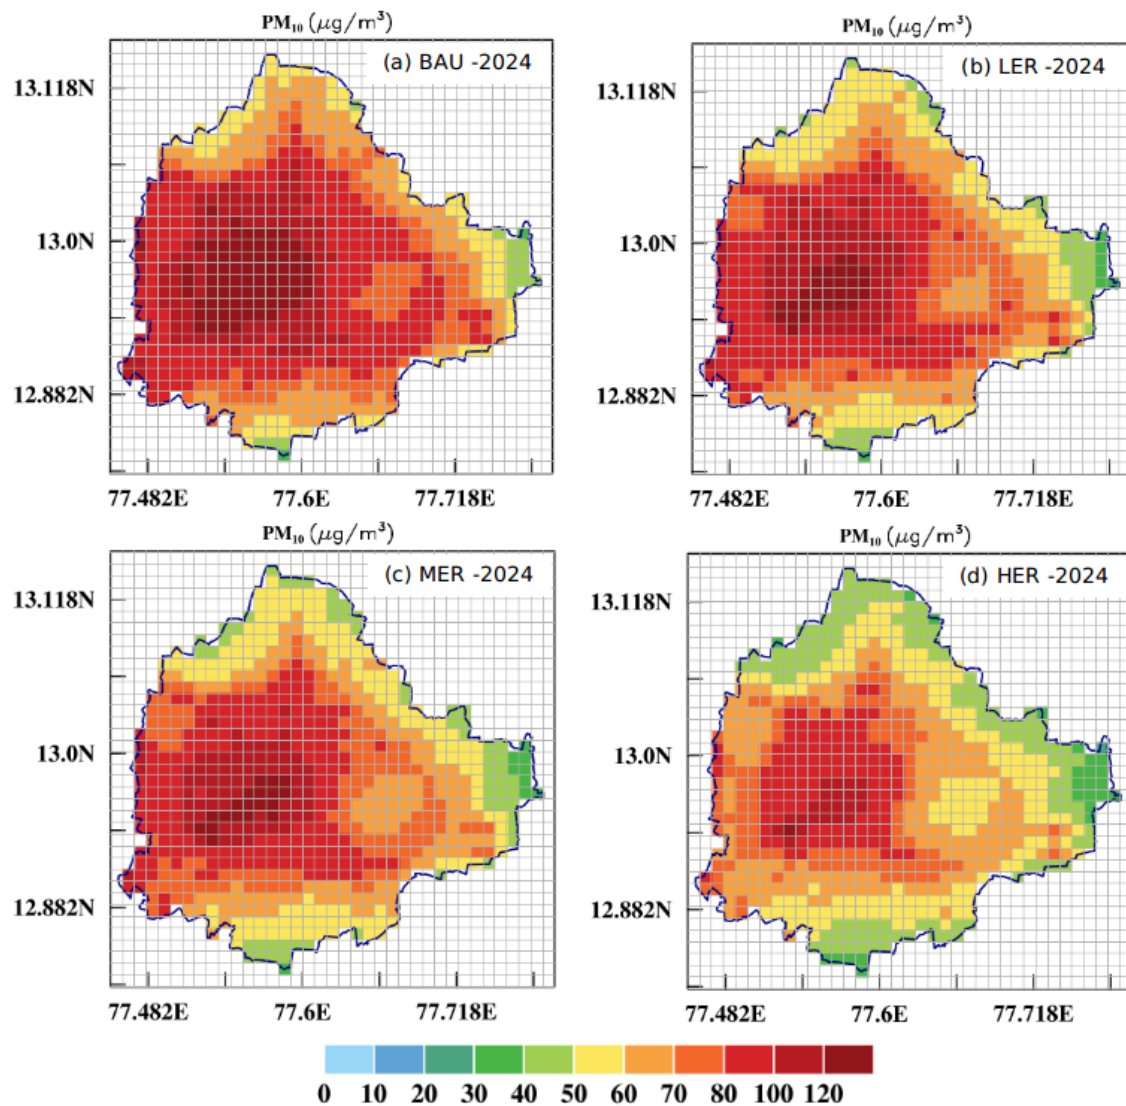 PM₁₀ (μg/m³)
(a) BAU -2024
13.118N
13.0N
12.882N
77.482E 77.6E 77.718E
PM₁₀ (μg/m³)
(b) LER -2024
13.118N
13.0N
12.882N
77.482E 77.6E 77.718E
PM₁₀ (μg/m³)
(c) MER -2024
13.118N
13.0N
12.882N
77.482E 77.6E 77.718E
PM₁₀ (μg/m³)
(d) HER -2024
13.118N
13.0N
12.882N
77.482E 77.6E 77.718E
0 10 20 30 40 50 60 70 80 100 120